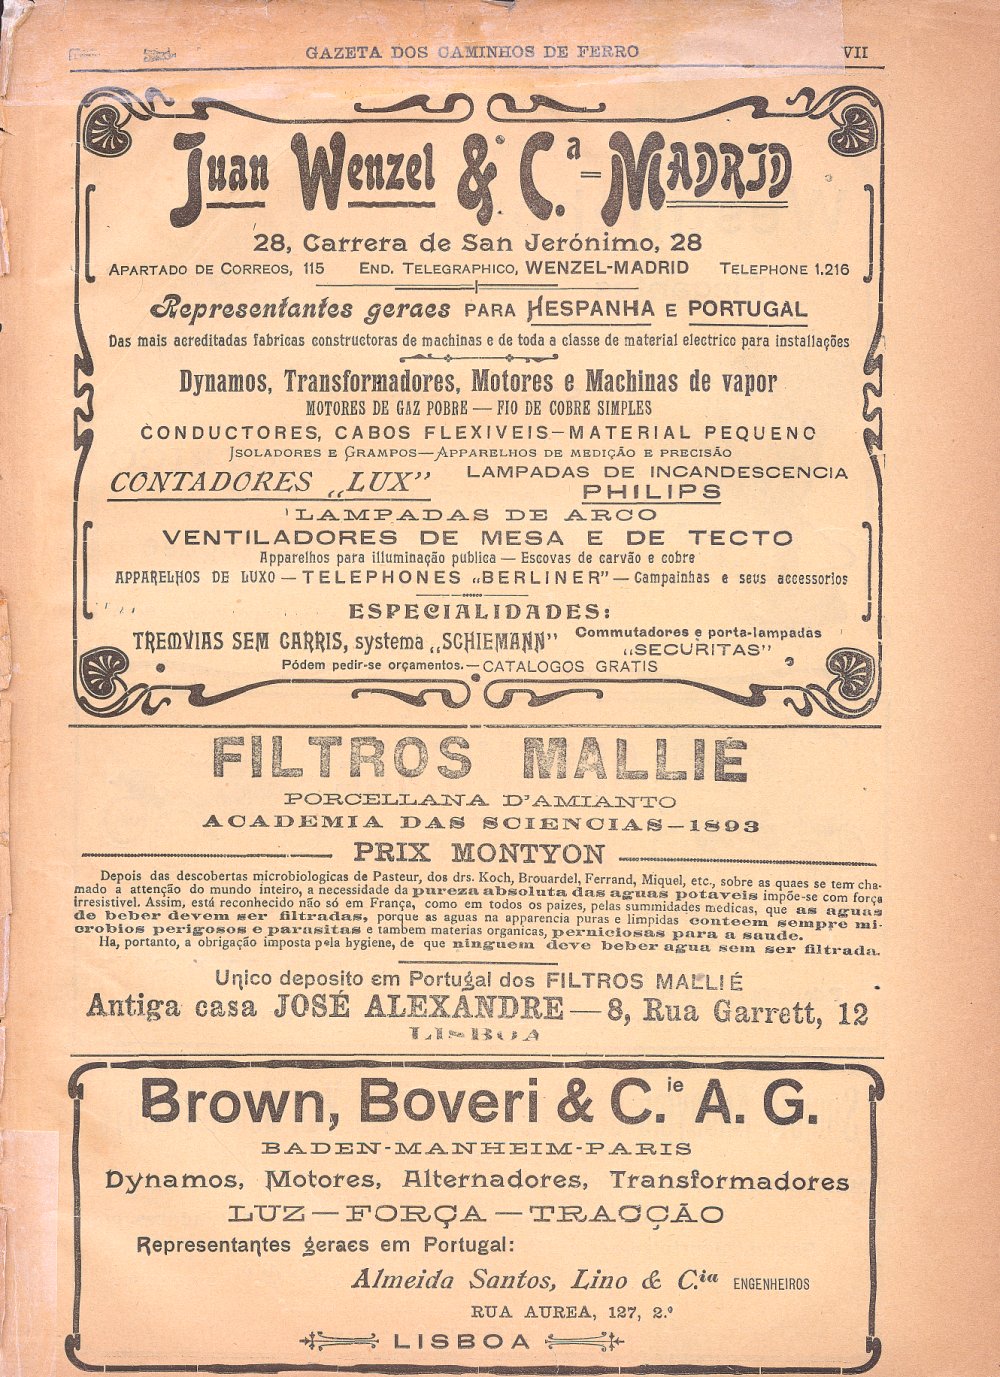 GAZETA DOS CAMINHOS DE FERRO VII
Juan Wenzel & C.ª = MADRID
28, Carrera de San Jerónimo, 28
APARTADO DE CORREOS, 115 END. TELEGRAPHICO, WENZEL-MADRID TELEPHONE 1.216
Representantes geraes PARA HESPANHA E PORTUGAL
Das mais acreditadas fabricas constructoras de machinas e de toda a classe de material electrico para installações
Dynamos, Transformadores, Motores e Machinas de vapor
MOTORES DE GAZ POBRE — FIO DE COBRE SIMPLES
CONDUCTORES, CABOS FLEXIVEIS—MATERIAL PEQUENO
ISOLADORES E GRAMPOS—APPARELHOS DE MEDIÇÃO E PRECISÃO
CONTADORES „LUX” LAMPADAS DE INCANDESCENCIA
PHILIPS
LAMPADAS DE ARCO
VENTILADORES DE MESA E DE TECTO
Apparelhos para illuminação publica — Escovas de carvão e cobre
APPARELHOS DE LUXO — TELEPHONES „BERLINER” — Campainhas e seus accessorios
ESPECIALIDADES:
TREMVIAS SEM CARRIS, systema „SCHIEMANN” Commutadores e porta-lampadas
„SECURITAS”
Pódem pedir-se orçamentos.—CATALOGOS GRATIS
FILTROS MALLIÉ
PORCELLANA D'AMIANTO
ACADEMIA DAS SCIENCIAS—1893
PRIX MONTYON
Depois das descobertas microbiologicas de Pasteur, dos drs. Koch, Brouardel, Ferrand, Miquel, etc., sobre as quaes se tem cha-
mado a attenção do mundo inteiro, a necessidade da pureza absoluta das aguas potaveis impõe-se com força
irresistivel. Assim, está reconhecido não só em França, como em todos os paizes, pelas summidades medicas, que as aguas
de beber devem ser filtradas, porque as aguas na apparencia puras e limpidas conteem sempre mi-
crobios perigosos e parasitas e tambem materias organicas, perniciosas para a saude.
Ha, portanto, a obrigação imposta pela hygiene, de que ninguem deve beber agua sem ser filtrada.
Unico deposito em Portugal dos FILTROS MALLIÉ
Antiga casa JOSÉ ALEXANDRE — 8, Rua Garrett, 12
LISBOA
Brown, Boveri & C.ie A. G.
BADEN-MANHEIM-PARIS
Dynamos, Motores, Alternadores, Transformadores
LUZ — FORÇA — TRACÇÃO
Representantes geraes em Portugal:
Almeida Santos, Lino & C.ia ENGENHEIROS
RUA AUREA, 127, 2.º
LISBOA